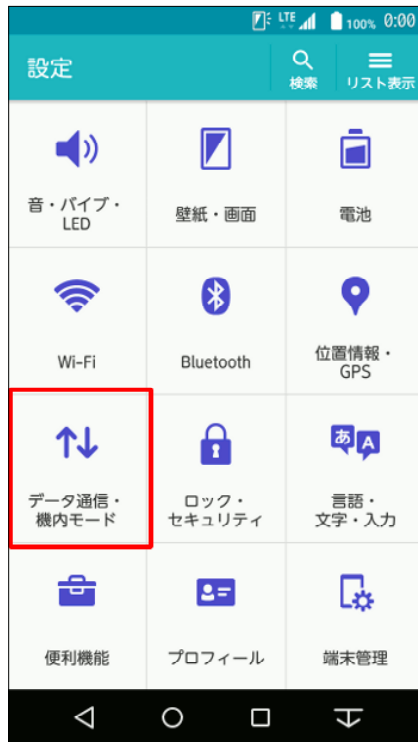 LTE 100% 0:00
設定
検索
リスト表示
音・バイブ・
LED
壁紙・画面
電池
Wi-Fi
Bluetooth
位置情報・
GPS
データ通信・
機内モード
ロック・
セキュリティ
あA
言語・
文字・入力
便利機能
プロフィール
端末管理